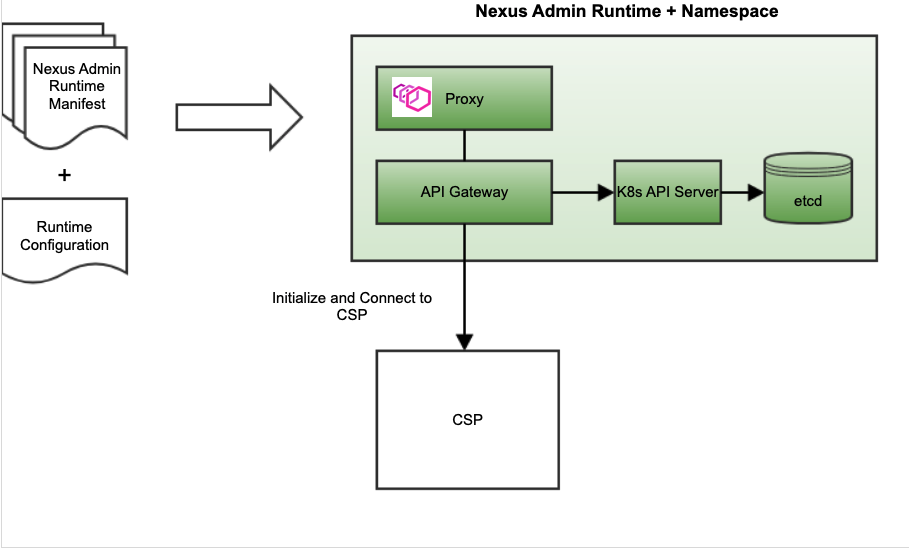 Nexus Admin Runtime + Namespace
Nexus Admin
Runtime
Manifest
+
Runtime
Configuration
Proxy
API Gateway
K8s API Server
etcd
Initialize and Connect to
CSP
CSP